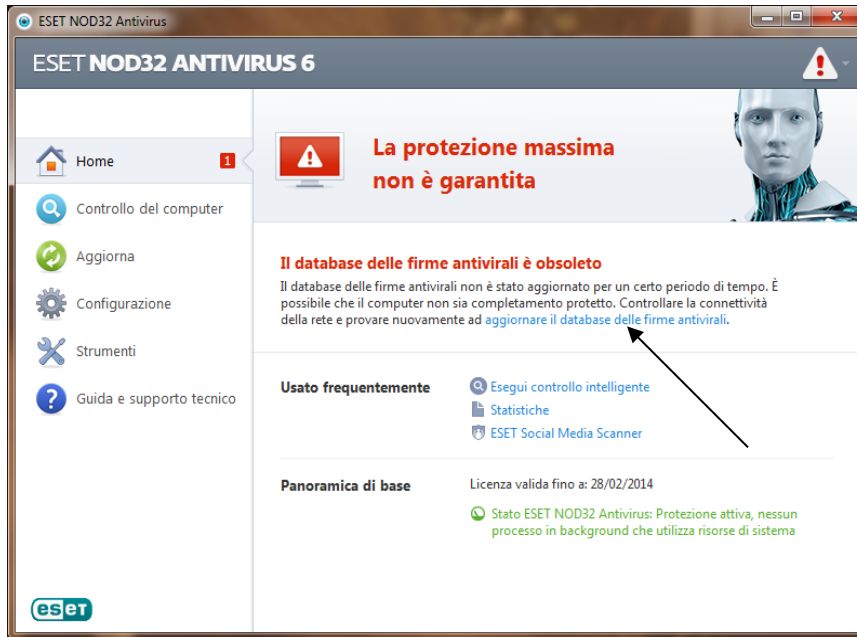 ESET NOD32 Antivirus
ESET NOD32 ANTIVIRUS 6
Home
1
Controllo del computer
Aggiorna
Configurazione
Strumenti
Guida e supporto tecnico
La protezione massima
non è garantita
Il database delle firme antivirali è obsoleto
Il database delle firme antivirali non è stato aggiornato per un certo periodo di tempo. È
possibile che il computer non sia completamento protetto. Controllare la connettività
della rete e provare nuovamente ad aggiornare il database delle firme antivirali.
Usato frequentemente
Esegui controllo intelligente
Statistiche
ESET Social Media Scanner
Panoramica di base
Licenza valida fino a: 28/02/2014
Stato ESET NOD32 Antivirus: Protezione attiva, nessun
processo in background che utilizza risorse di sistema
eset